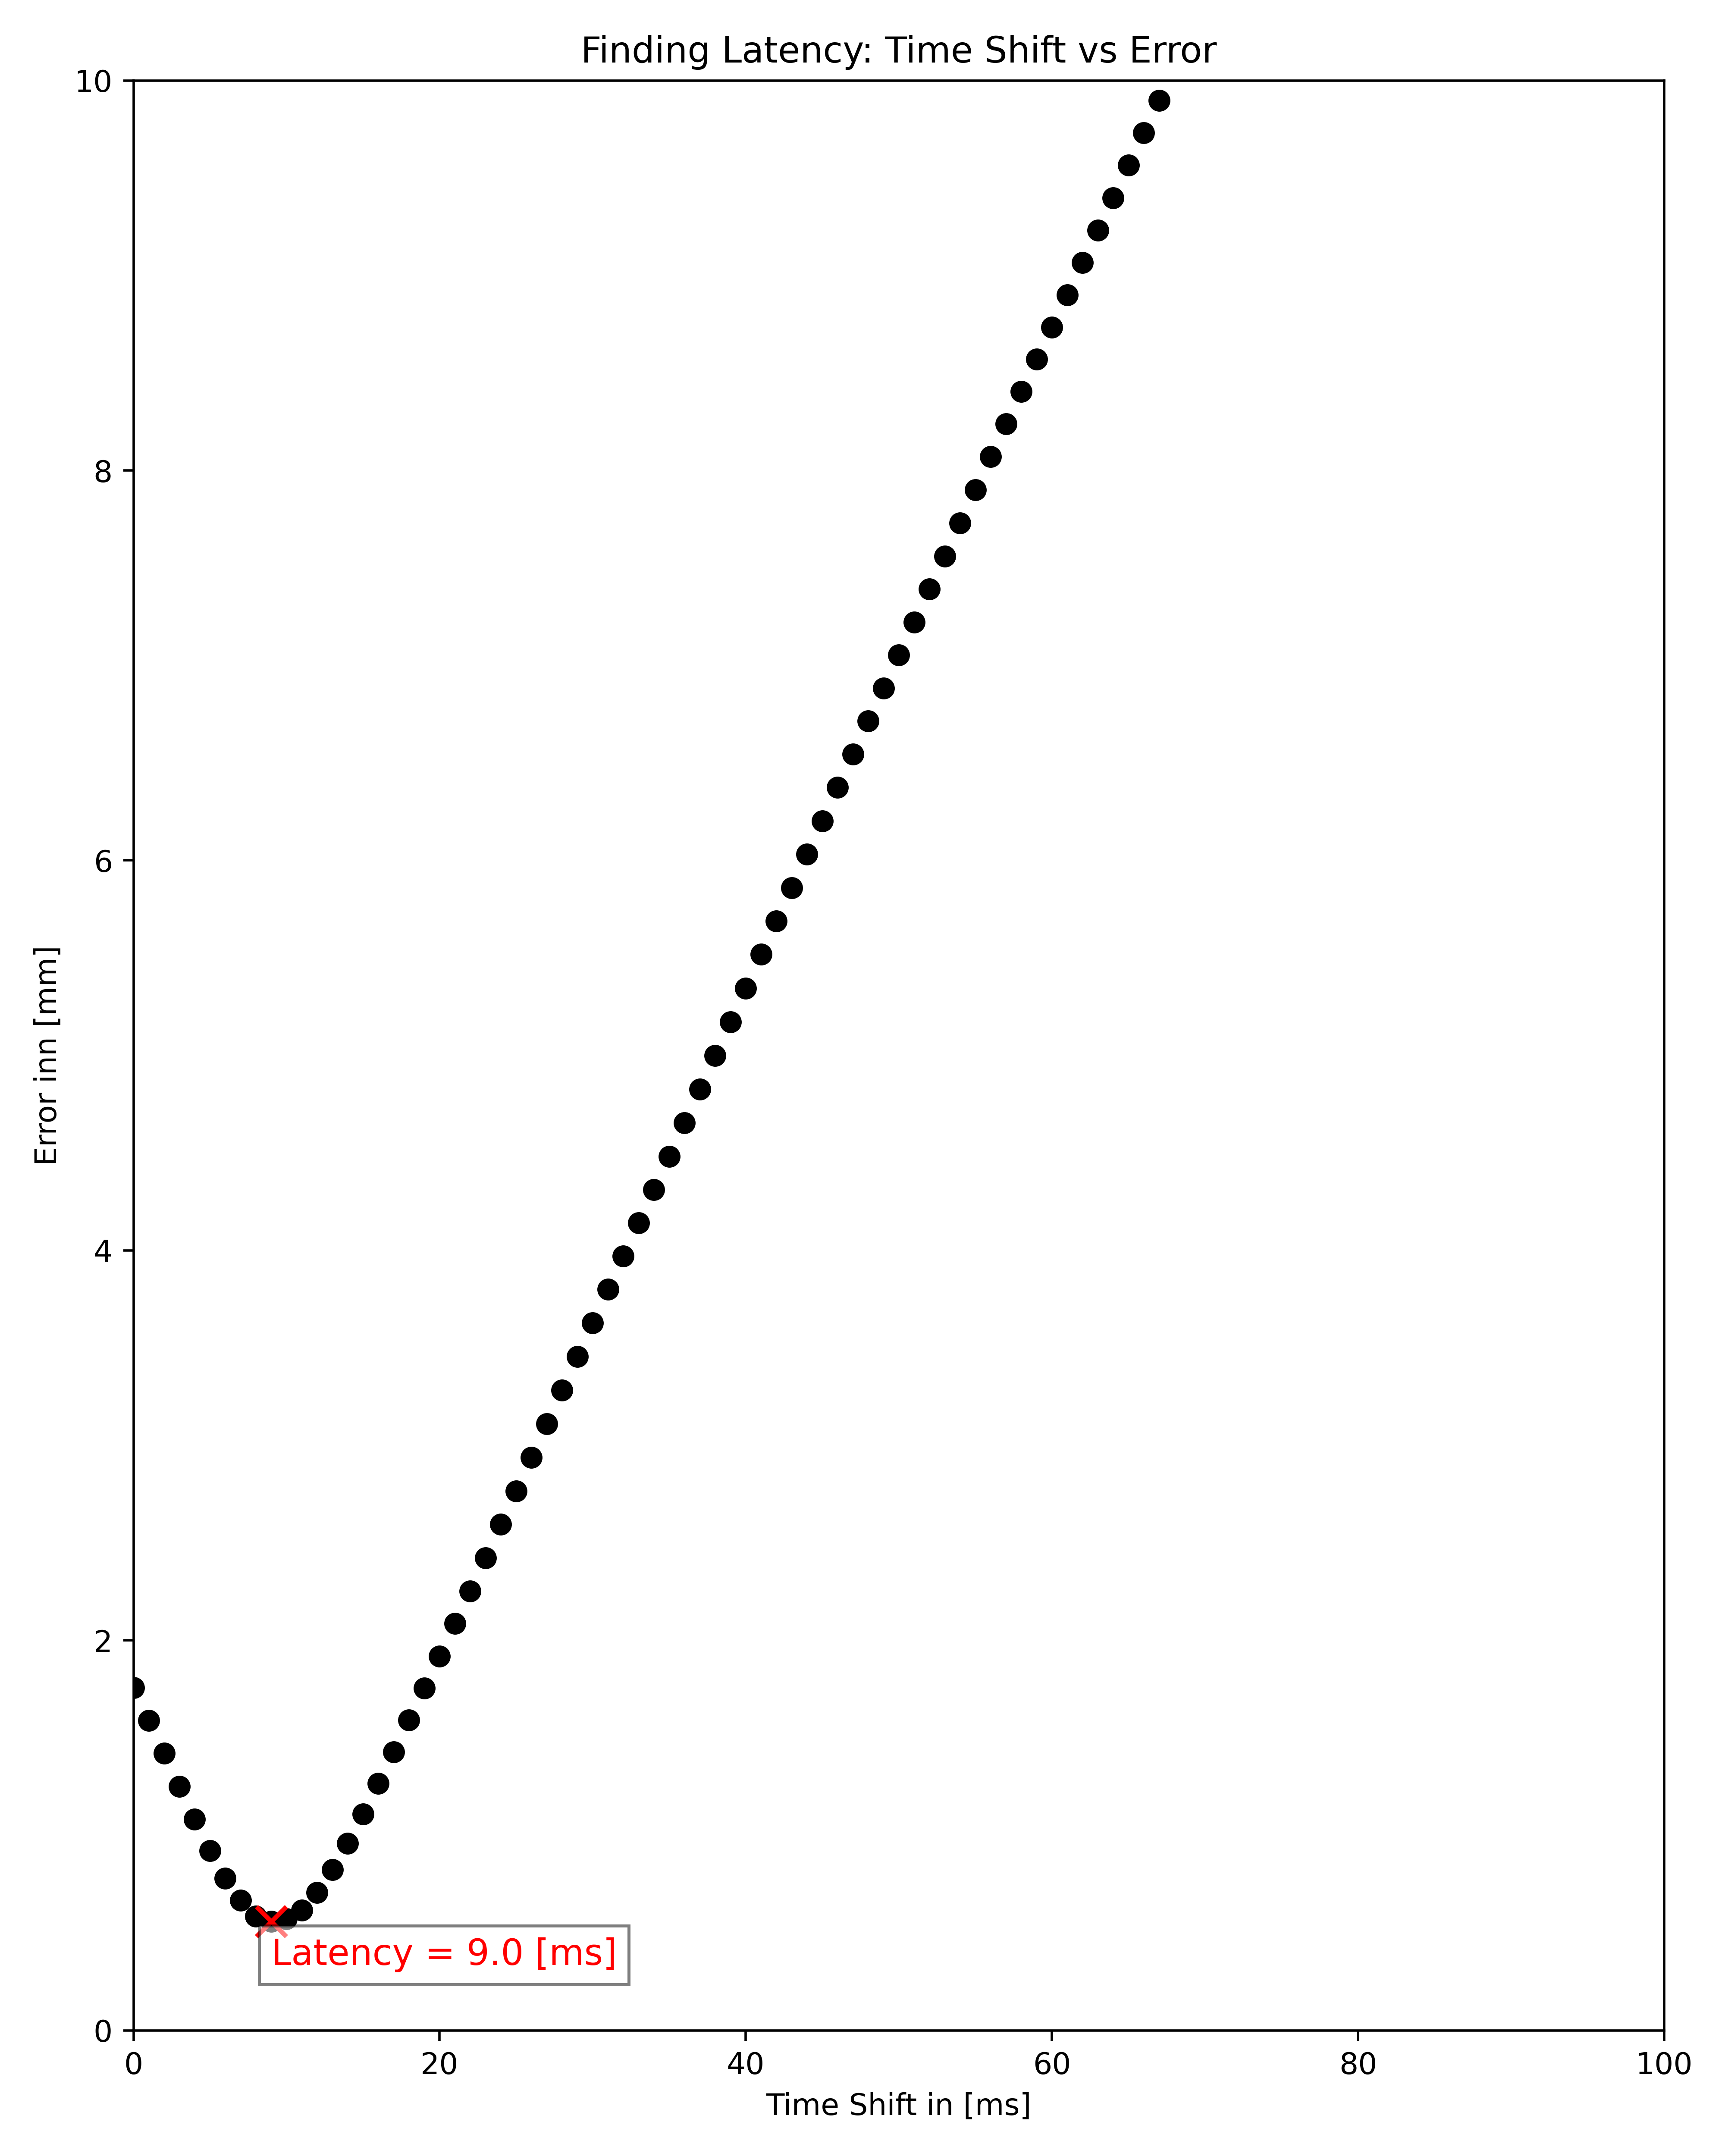 Finding Latency: Time Shift vs Error
10
8
6
4
2
0
Error inn [mm]
Latency = 9.0 [ms]
0 20 40 60 80 100
Time Shift in [ms]